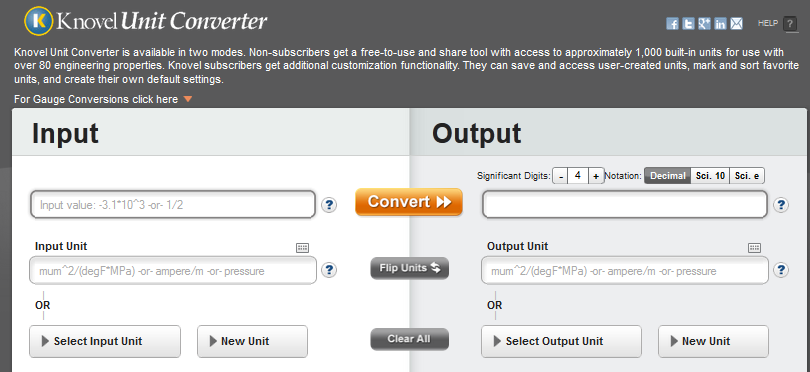 Knovel Unit Converter
HELP ?
Knovel Unit Converter is available in two modes. Non-subscribers get a free-to-use and share tool with access to approximately 1,000 built-in units for use with
over 80 engineering properties. Knovel subscribers get additional customization functionality. They can save and access user-created units, mark and sort favorite
units, and create their own default settings.
For Gauge Conversions click here
Input
Output
Significant Digits: - 4 + Notation: Decimal Sci. 10 Sci. e
Input value: -3.1*10^3 -or- 1/2
?
Convert
?
Input Unit
Output Unit
mum^2/(degF*MPa) -or- ampere/m -or- pressure
?
Flip Units
mum^2/(degF*MPa) -or- ampere/m -or- pressure
?
OR
OR
Select Input Unit
New Unit
Clear All
Select Output Unit
New Unit